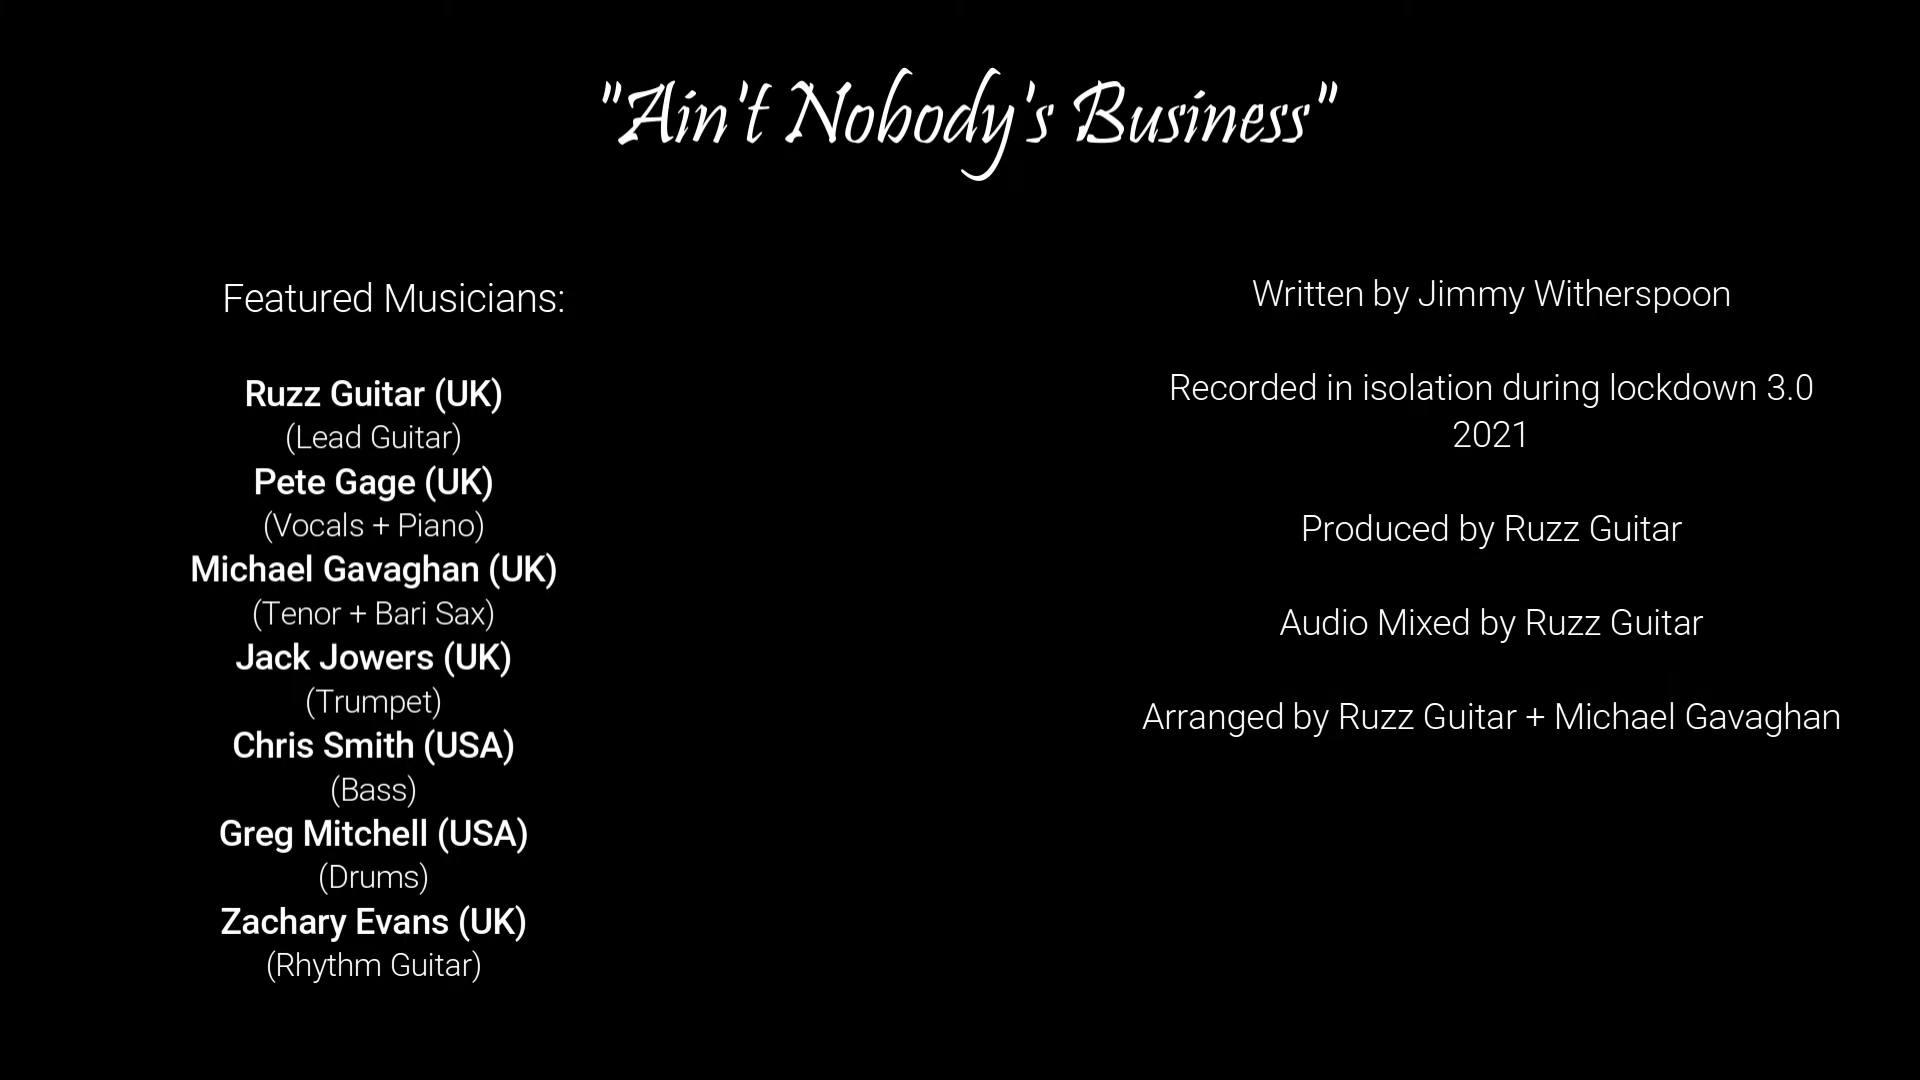 "Ain't Nobody's Business"
Featured Musicians:
Ruzz Guitar (UK)
(Lead Guitar)
Pete Gage (UK)
(Vocals + Piano)
Michael Gavaghan (UK)
(Tenor + Bari Sax)
Jack Jowers (UK)
(Trumpet)
Chris Smith (USA)
(Bass)
Greg Mitchell (USA)
(Drums)
Zachary Evans (UK)
(Rhythm Guitar)
Written by Jimmy Witherspoon
Recorded in isolation during lockdown 3.0
2021
Produced by Ruzz Guitar
Audio Mixed by Ruzz Guitar
Arranged by Ruzz Guitar + Michael Gavaghan